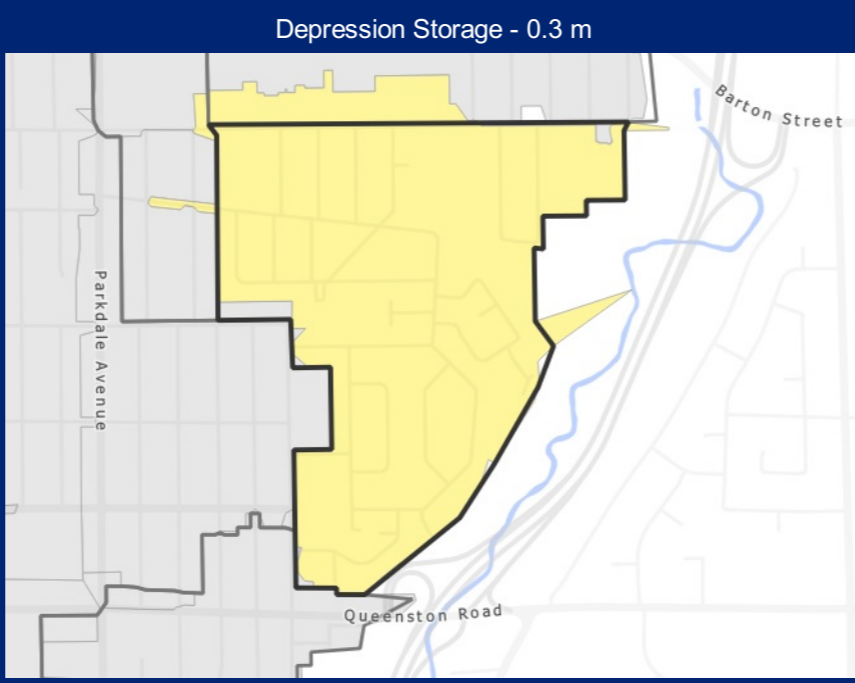 Depression Storage - 0.3 m
Barton Street
Parkdale Avenue
Queenston Road